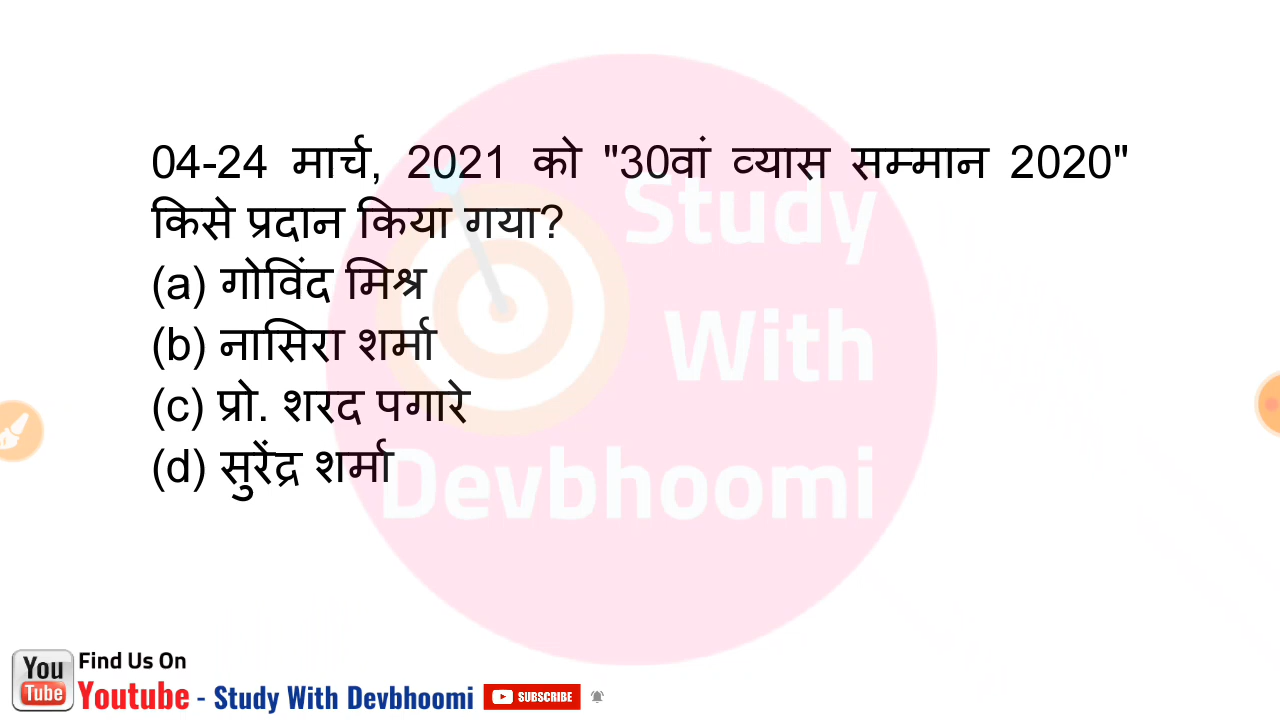 04-24 मार्च, 2021 को "30वां व्यास सम्मान 2020"
किसे प्रदान किया गया?
(a) गोविंद मिश्र
(b) नासिरा शर्मा
(c) प्रो. शरद पगारे
(d) सुरेंद्र शर्मा
Study
With
Devbhoomi
You
Tube
Find Us On
Youtube - Study With Devbhoomi
SUBSCRIBE